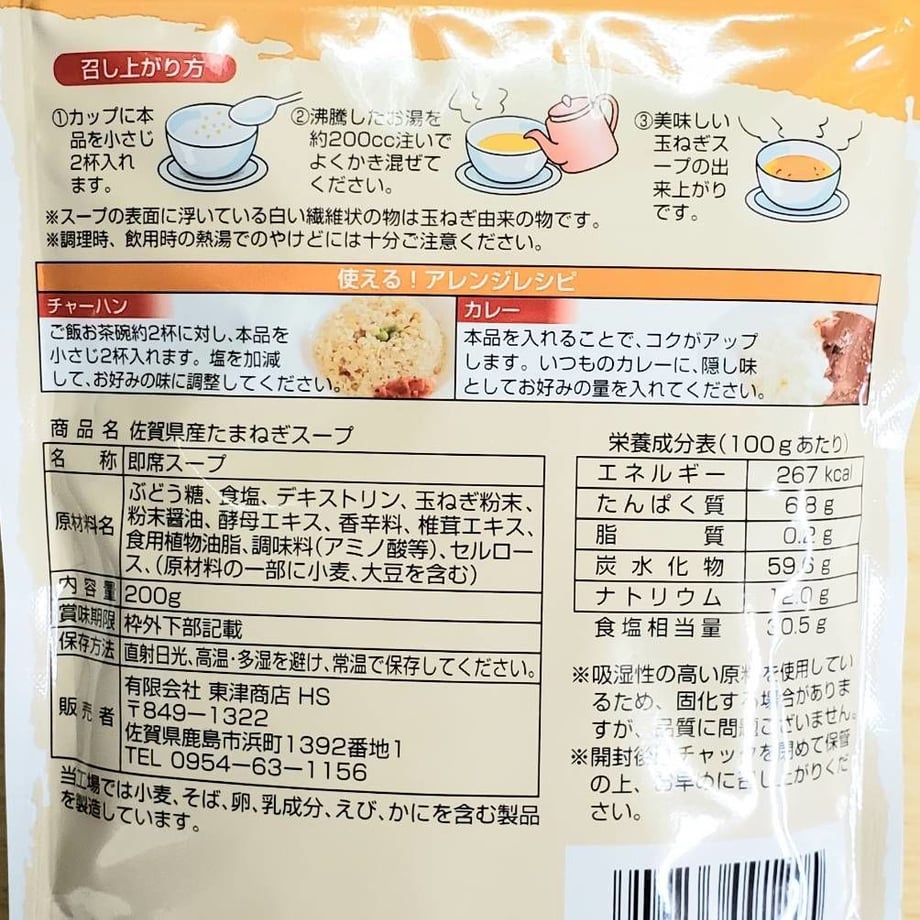 召し上がり方
①カップに本
品を小さじ
2杯入れ
ます。
②沸騰したお湯を
約200cc注いで
よくかき混ぜて
ください。
③美味しい
玉ねぎス
ープの出
来上がり
です。
※スープの表面に浮いている白い繊維状の物は玉ねぎ由来の物です。
※調理時、飲用時の熱湯でのやけどには十分ご注意ください。
使える！アレンジレシピ
チャーハン
ご飯お茶碗約2杯に対し、本品を
小さじ2杯入れます。塩を加減
して、お好みの味に調整してください。
カレー
本品を入れることで、コクがアップ
します。いつものカレーに、隠し味
としてお好みの量を入れてください。
商品名 佐賀県産たまねぎスープ
名称 即席スープ
原材料名 ぶどう糖、食塩、デキストリン、玉ねぎ粉末、
粉末醤油、酵母エキス、香辛料、椎茸エキス、
食用植物油脂、調味料(アミノ酸等)、セルロー
ス、(原材料の一部に小麦、大豆を含む)
内容量 200g
賞味期限 枠外下部記載
保存方法 直射日光、高温・多湿を避け、常温で保存してください。
販売者 有限会社 東津商店 HS
〒849－1322
佐賀県鹿島市浜町1392番地1
TEL 0954－63－1156
当工場では小麦、そば、卵、乳成分、えび、かにを含む製品
を製造しています。
栄養成分表(100gあたり)
エネルギー 267 kcal
たんぱく質 6.8 g
脂質 0.2 g
炭水化物 59.6 g
ナトリウム 12.0 g
食塩相当量 30.5 g
※吸湿性の高い原料を使用してい
るため、固化する場合がありま
すが、品質に問題ございません。
※開封後はチャックを閉めて保管
の上、お早めに召し上がりくだ
さい。